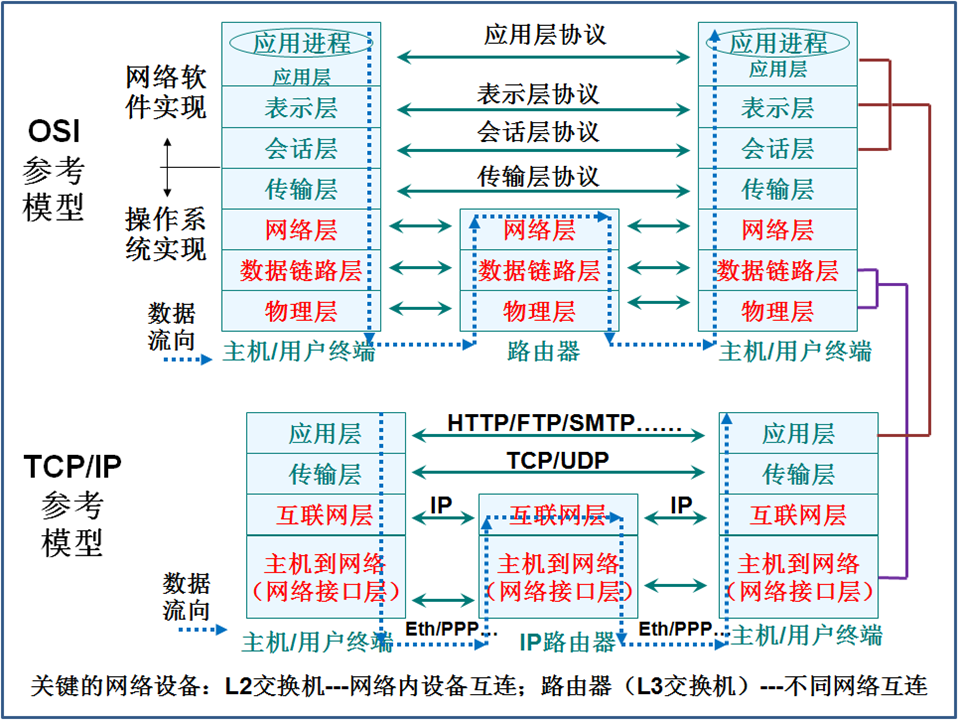 应用进程
应用层
表示层
会话层
传输层
网络层
数据链路层
物理层
主机/用户终端
网络软
件实现
操作系
统实现
OSI
参考
模型
数据
流向
应用层协议
表示层协议
会话层协议
传输层协议
网络层
数据链路层
物理层
路由器
应用进程
应用层
表示层
会话层
传输层
网络层
数据链路层
物理层
主机/用户终端
TCP/IP
参考
模型
数据
流向
应用层
传输层
互联网层
主机到网络
（网络接口层）
主机/用户终端
HTTP/FTP/SMTP……
TCP/UDP
IP
IP
互联网层
主机到网络
（网络接口层）
Eth/PPP…
IP路由器
Eth/PPP…
应用层
传输层
互联网层
主机到网络
（网络接口层）
主机/用户终端
关键的网络设备：L2交换机---网络内设备互连；路由器（L3交换机）---不同网络互连